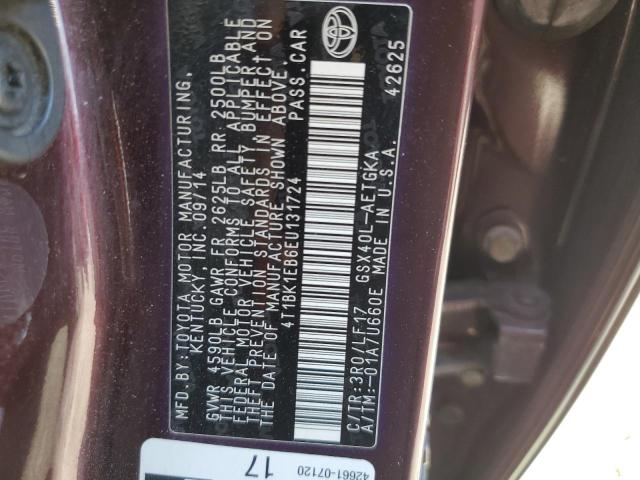 MFD. BY: TOYOTA MOTOR MANUFACTURING,
KENTUCKY, INC. 09/14
GVWR 4590LB GAWR FR 2625LB RR 2500LB
THIS VEHICLE CONFORMS TO ALL APPLICABLE
FEDERAL MOTOR VEHICLE SAFETY, BUMPER AND
THEFT PREVENTION STANDARDS IN EFFECT ON
THE DATE OF MANUFACTURE SHOWN ABOVE.
4T1BK1EB6EU131724 PASS. CAR
C/TR:3R0/LF17 GSX40L-AETGKA
A/TM:-01A/U660E MADE IN U.S.A.
42625
17
42661-07120